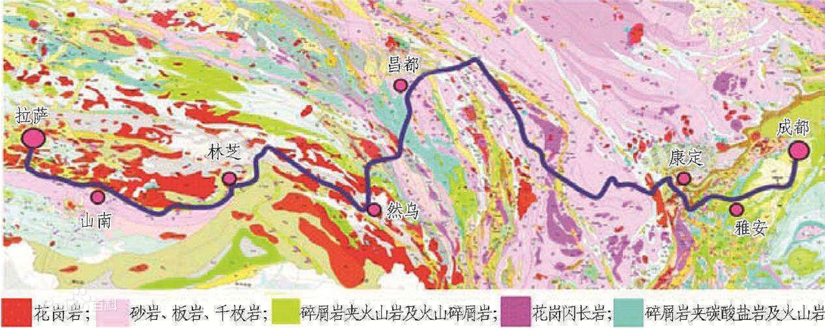 昌都
拉萨
成都
林芝
康定
山南
然乌
雅安
花岗岩；砂岩、板岩、千枚岩；碎屑岩夹火山岩及火山碎屑岩；花岗闪长岩；碎屑岩夹碳酸盐岩及火山岩